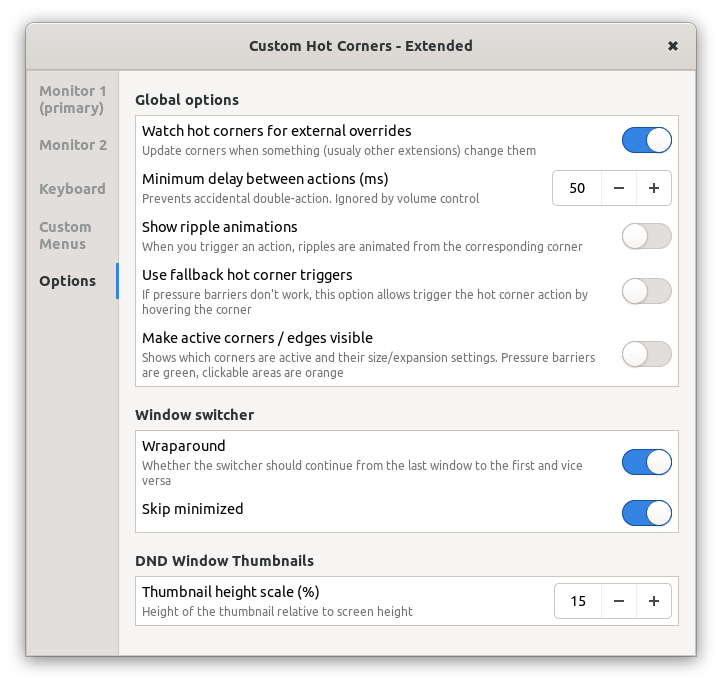 Custom Hot Corners - Extended
Monitor 1
(primary)
Monitor 2
Keyboard
Custom
Menus
Options
Global options
Watch hot corners for external overrides
Update corners when something (usualy other extensions) change them
Minimum delay between actions (ms)
Prevents accidental double-action. Ignored by volume control
50
Show ripple animations
When you trigger an action, ripples are animated from the corresponding corner
Use fallback hot corner triggers
If pressure barriers don't work, this option allows trigger the hot corner action by
hovering the corner
Make active corners / edges visible
Shows which corners are active and their size/expansion settings. Pressure barriers
are green, clickable areas are orange
Window switcher
Wraparound
Whether the switcher should continue from the last window to the first and vice
versa
Skip minimized
DND Window Thumbnails
Thumbnail height scale (%)
Height of the thumbnail relative to screen height
15